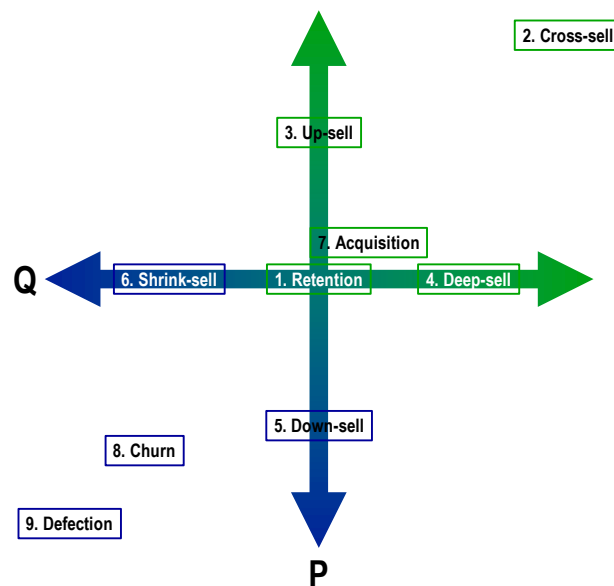 2. Cross-sell
3. Up-sell
7. Acquisition
Q
6. Shrink-sell
1. Retention
4. Deep-sell
5. Down-sell
8. Churn
9. Defection
P